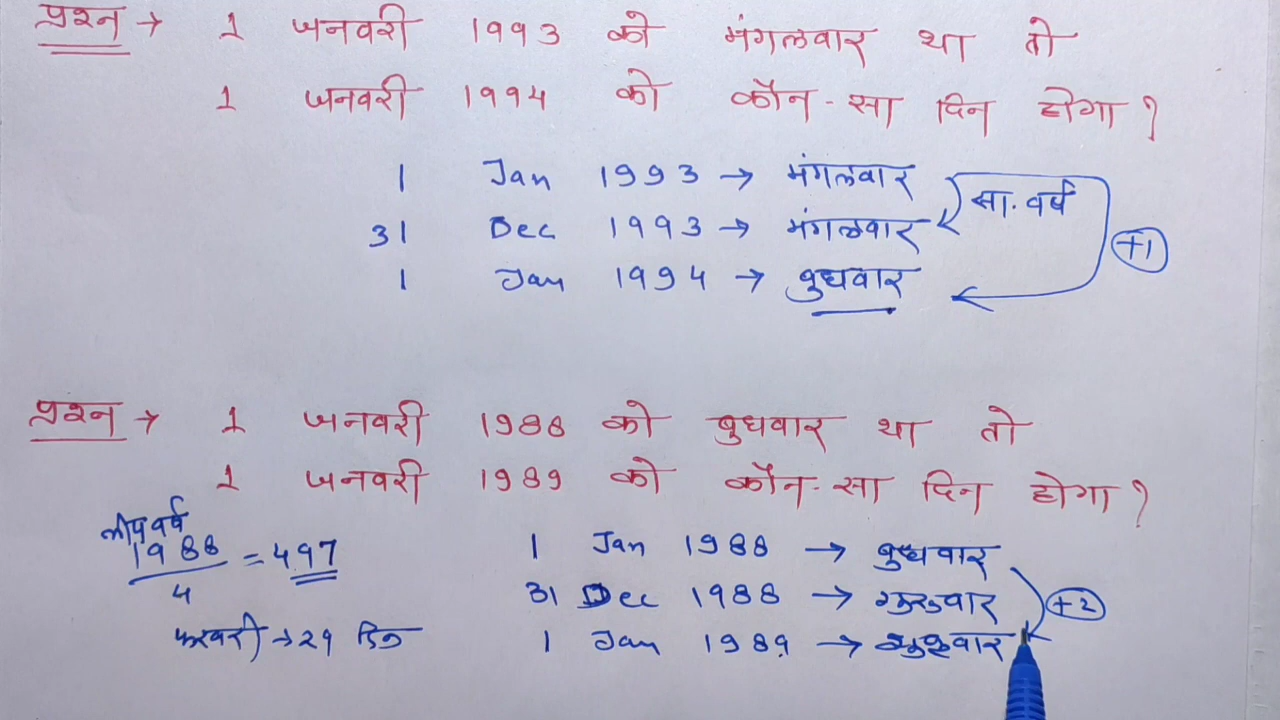 प्रश्न → 1 जनवरी 1993 को मंगलवार था तो
1 जनवरी 1994 को कौन-सा दिन होगा ?
1 Jan 1993 → मंगलवार
सा. वर्ष
31 Dec 1993 → मंगलवार
+1
1 Jan 1994 → बुधवार
प्रश्न → 1 जनवरी 1988 को बुधवार था तो
1 जनवरी 1989 को कौन-सा दिन होगा ?
लीप वर्ष
1988/4 = 497
फरवरी → 29 दिन
1 Jan 1988 → बुधवार
31 Dec 1988 → गुरुवार
+2
1 Jan 1989 → शुक्रवार